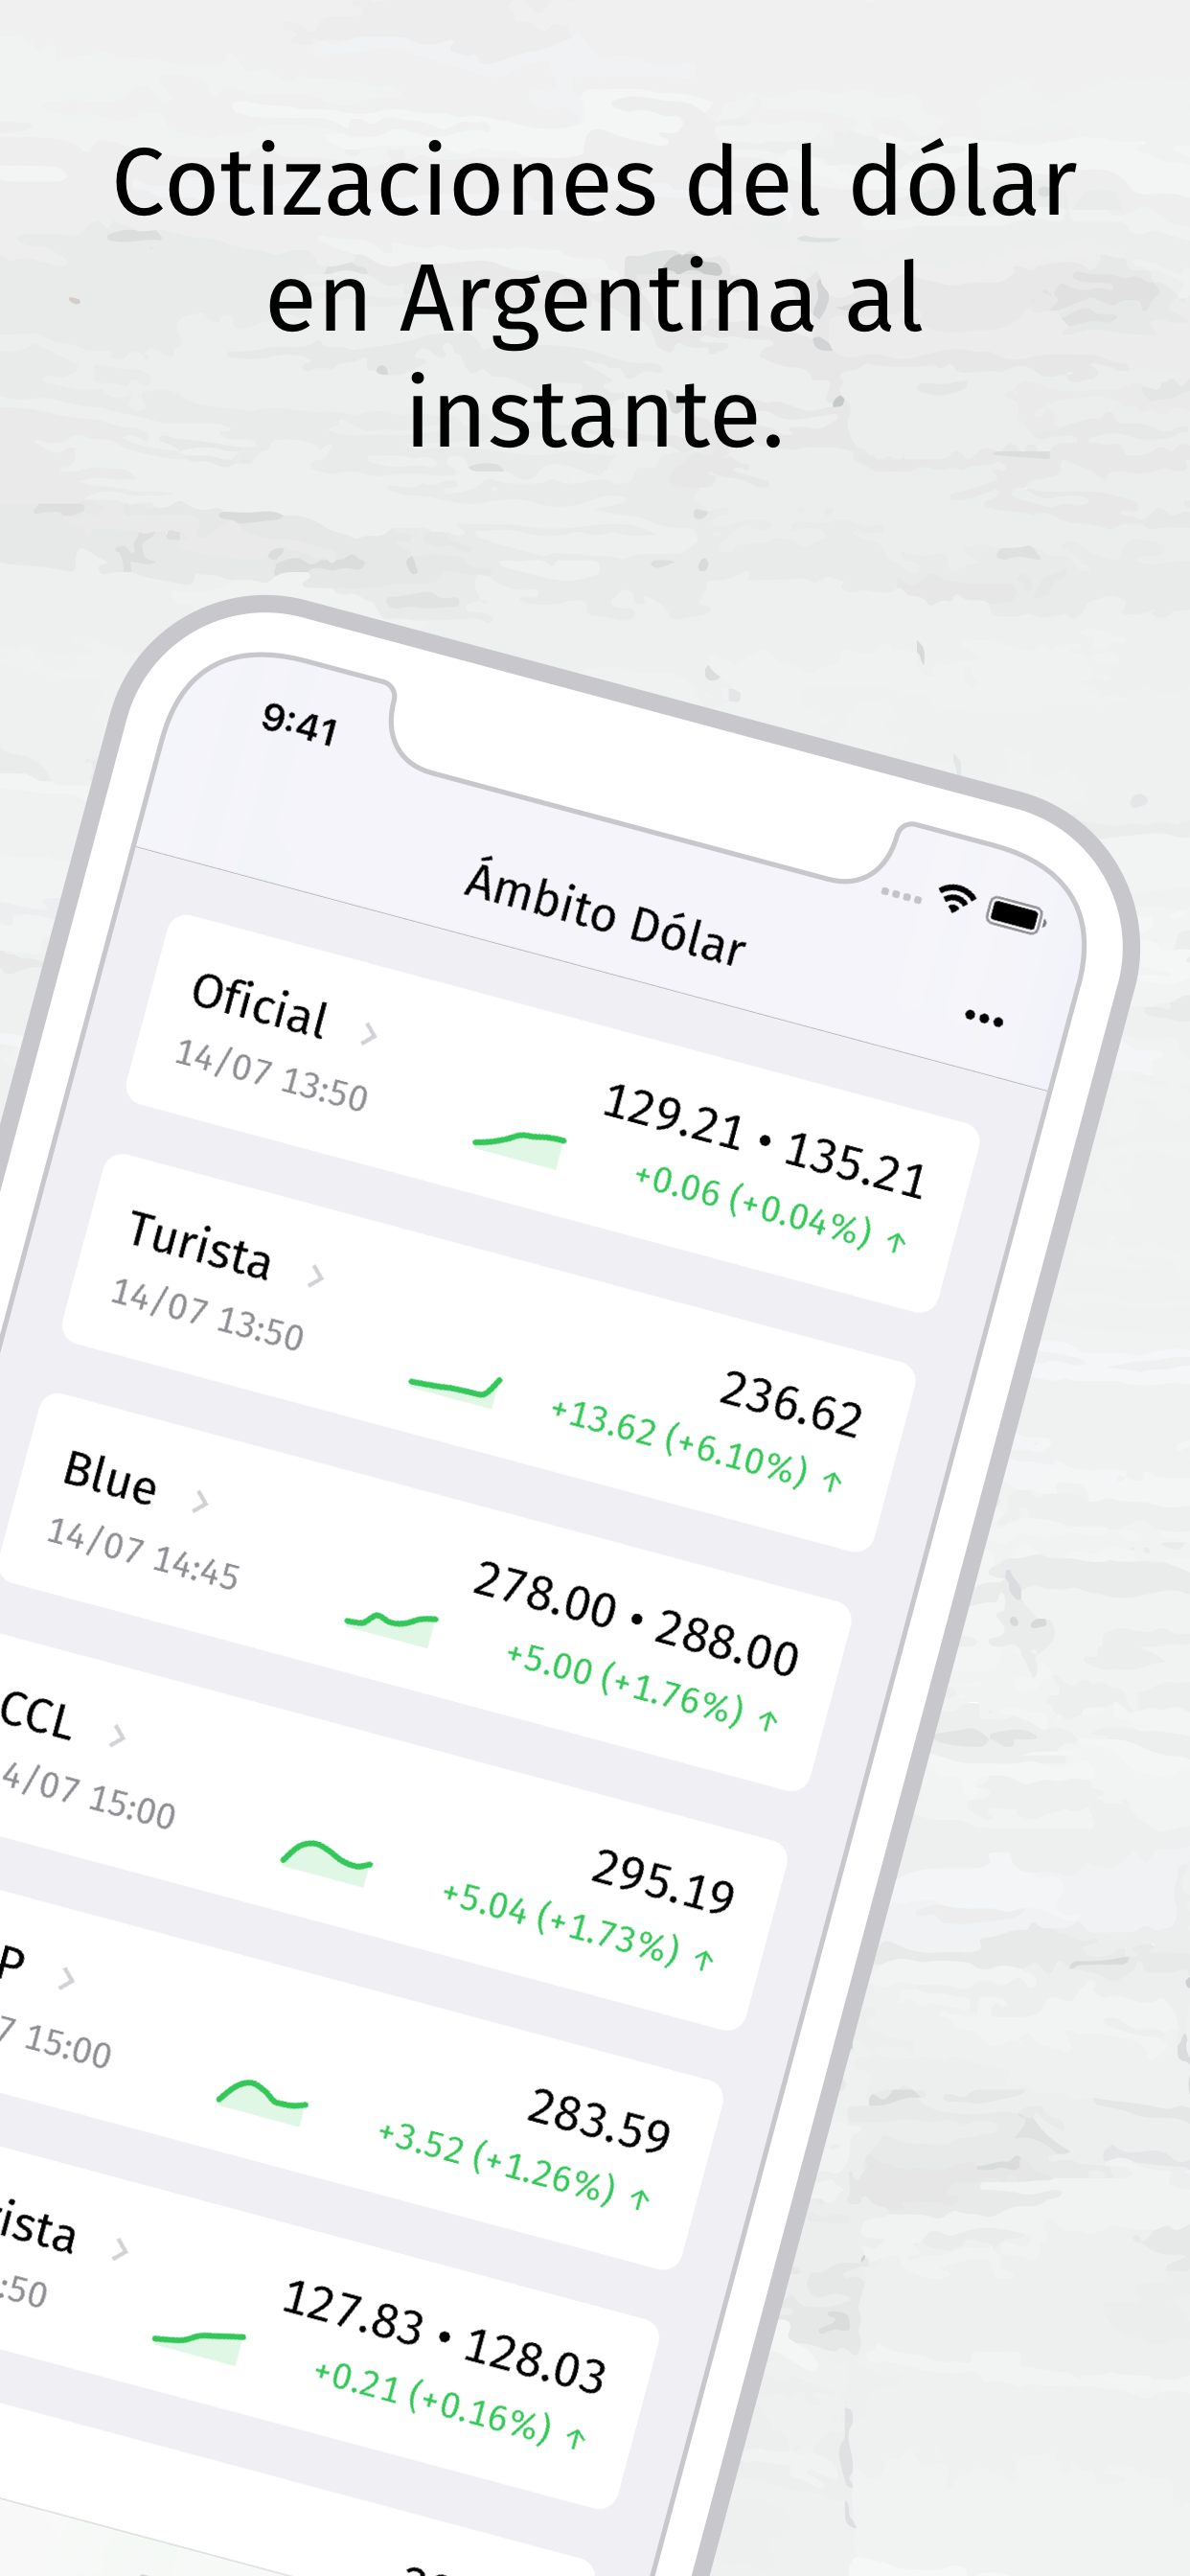 Cotizaciones del dólar
en Argentina al
instante.
9:41
Ámbito Dólar
Oficial
14/07 13:50
129.21 • 135.21
+0.06 (+0.04%) ↑
Turista
14/07 13:50
236.62
+13.62 (+6.10%) ↑
Blue
14/07 14:45
278.00 • 288.00
+5.00 (+1.76%) ↑
CCL
4/07 15:00
295.19
+5.04 (+1.73%) ↑
P
7 15:00
283.59
+3.52 (+1.26%) ↑
ista
:50
127.83 • 128.03
+0.21 (+0.16%) ↑